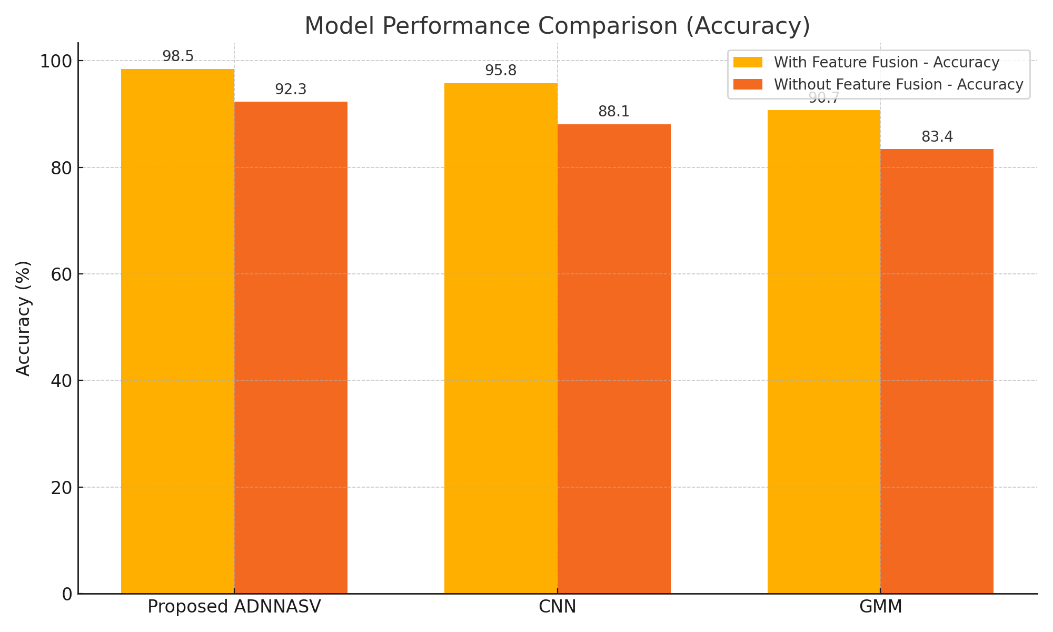 Model Performance Comparison (Accuracy)
With Feature Fusion - Accuracy
Without Feature Fusion - Accuracy
98.5
92.3
95.8
88.1
90.7
83.4
Accuracy (%)
100
80
60
40
20
0
Proposed ADNNASV
CNN
GMM